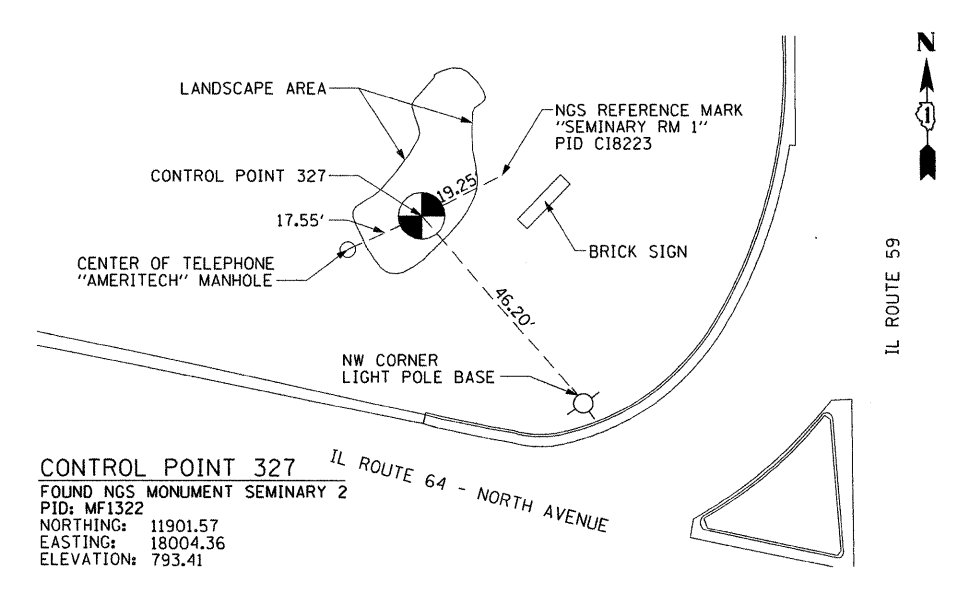 N
1
LANDSCAPE AREA
NGS REFERENCE MARK
"SEMINARY RM 1"
PID CI8223
CONTROL POINT 327
19.25
17.55'
BRICK SIGN
CENTER OF TELEPHONE
"AMERITECH" MANHOLE
IL ROUTE 59
46.20'
NW CORNER
LIGHT POLE BASE
IL ROUTE 64 - NORTH AVENUE
CONTROL POINT 327
FOUND NGS MONUMENT SEMINARY 2
PID: MF1322
NORTHING: 11901.57
EASTING: 18004.36
ELEVATION: 793.41